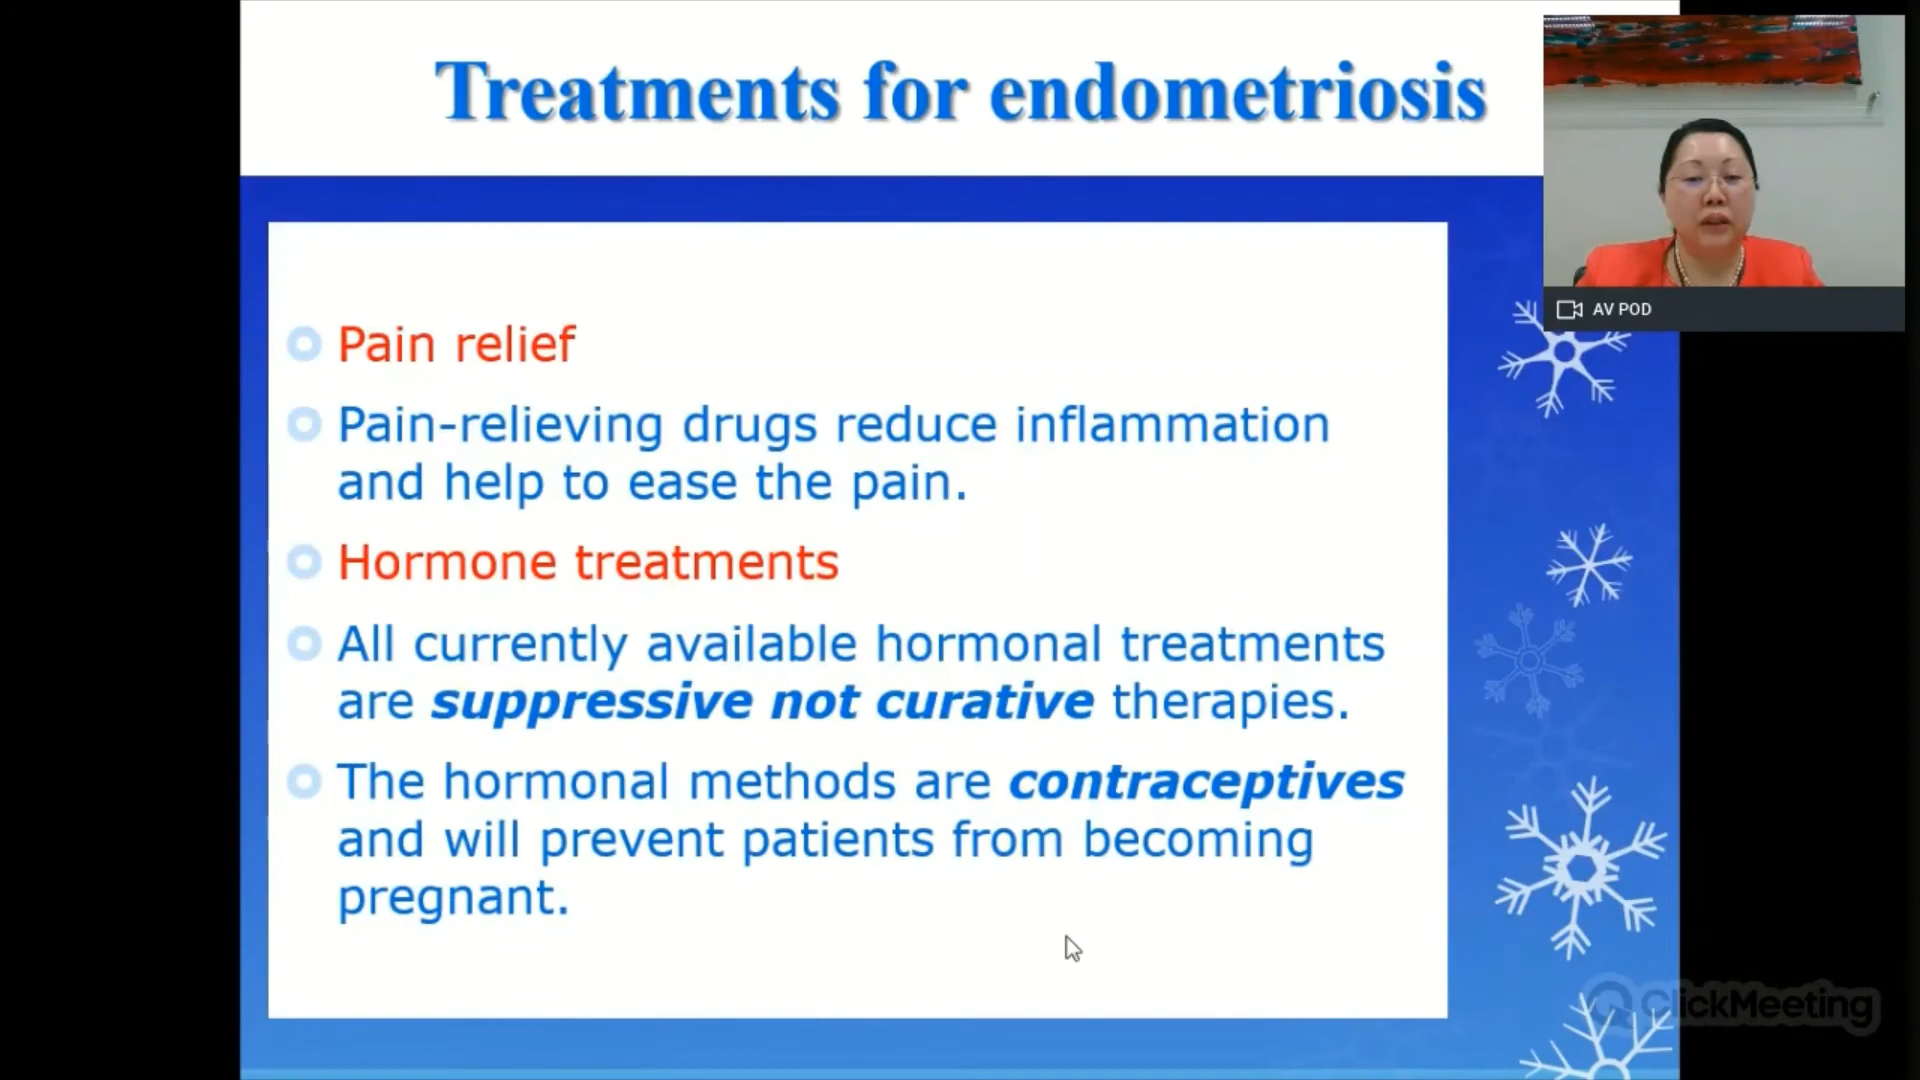 Treatments for endometriosis
AV POD
Pain relief
Pain-relieving drugs reduce inflammation
and help to ease the pain.
Hormone treatments
All currently available hormonal treatments
are suppressive not curative therapies.
The hormonal methods are contraceptives
and will prevent patients from becoming
pregnant.
ClickMeeting